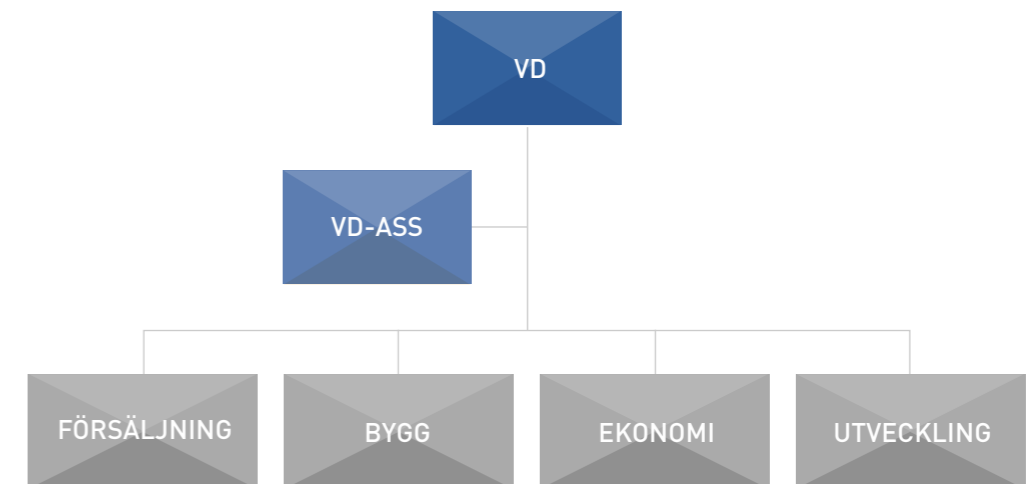 VD
VD-ASS
FÖRSÄLJNING
BYGG
EKONOMI
UTVECKLING